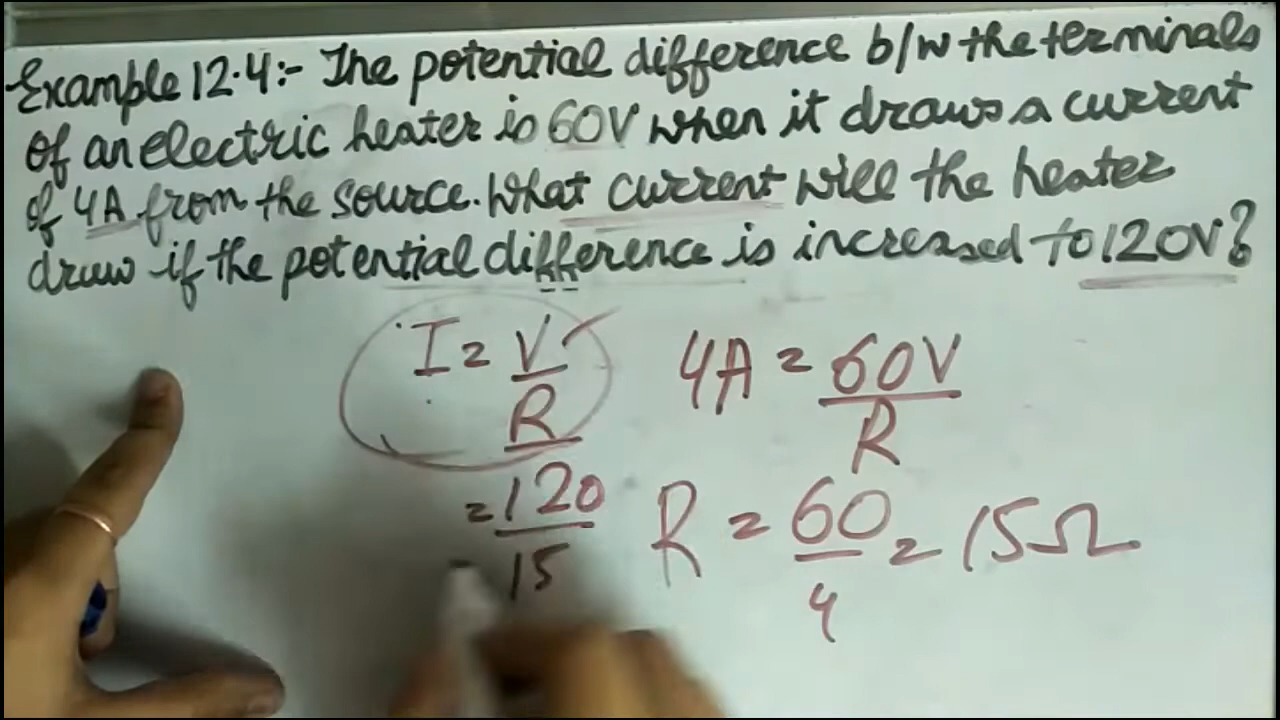 Example 12.4:- The potential difference b/w the terminals
of an electric heater is 60V when it draws a current
of 4A from the source. What current will the heater
draw if the potential difference is increased to 120V?
I = V/R
4A = 60V/R
= 120/15
R = 60/4 = 15Ω
=